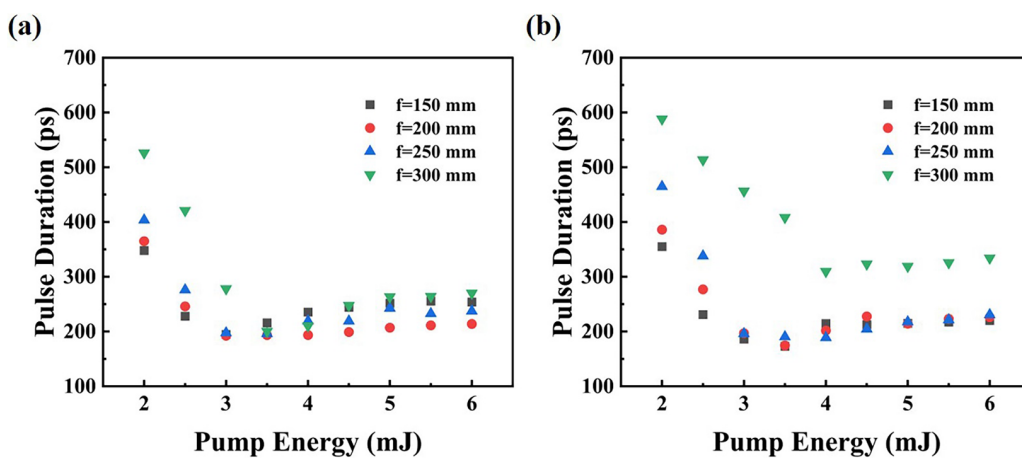 (a)
Pulse Duration (ps)
700
600
500
400
300
200
100
f=150 mm
f=200 mm
f=250 mm
f=300 mm
2 3 4 5 6
Pump Energy (mJ)
(b)
Pulse Duration (ps)
700
600
500
400
300
200
100
f=150 mm
f=200 mm
f=250 mm
f=300 mm
2 3 4 5 6
Pump Energy (mJ)